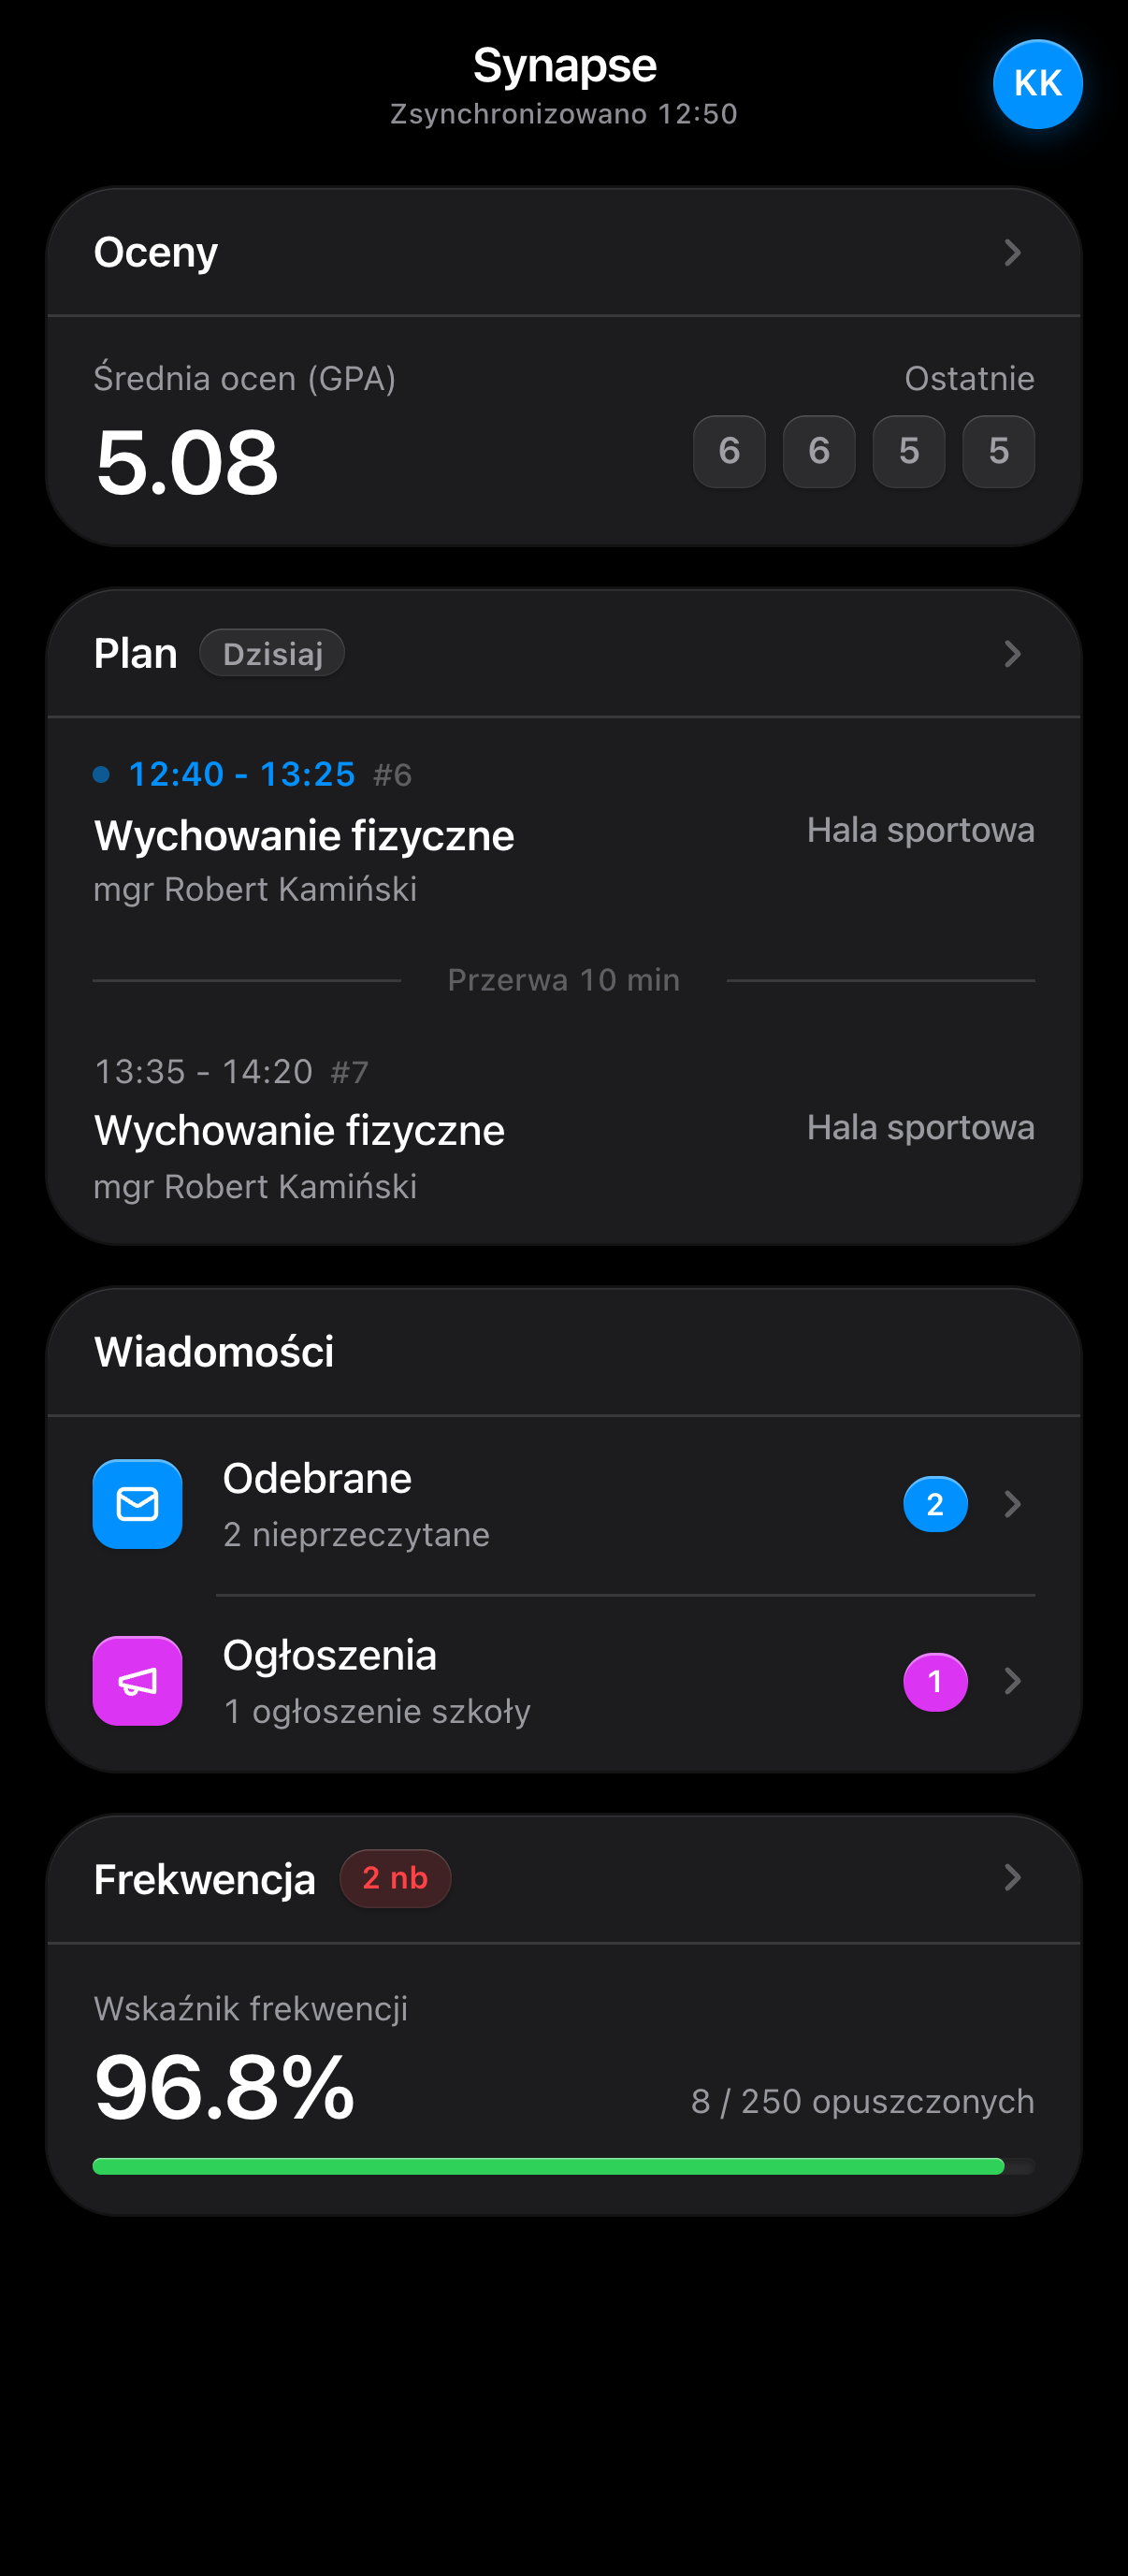 Synapse
Zsynchronizowano 12:50
KK
Oceny
Średnia ocen (GPA)
Ostatnie
5.08
6 6 5 5
Plan Dzisiaj
12:40 - 13:25 #6
Wychowanie fizyczne
Hala sportowa
mgr Robert Kamiński
Przerwa 10 min
13:35 - 14:20 #7
Wychowanie fizyczne
Hala sportowa
mgr Robert Kamiński
Wiadomości
Odebrane
2 nieprzeczytane
2
Ogłoszenia
1 ogłoszenie szkoły
1
Frekwencja 2 nb
Wskaźnik frekwencji
96.8%
8 / 250 opuszczonych